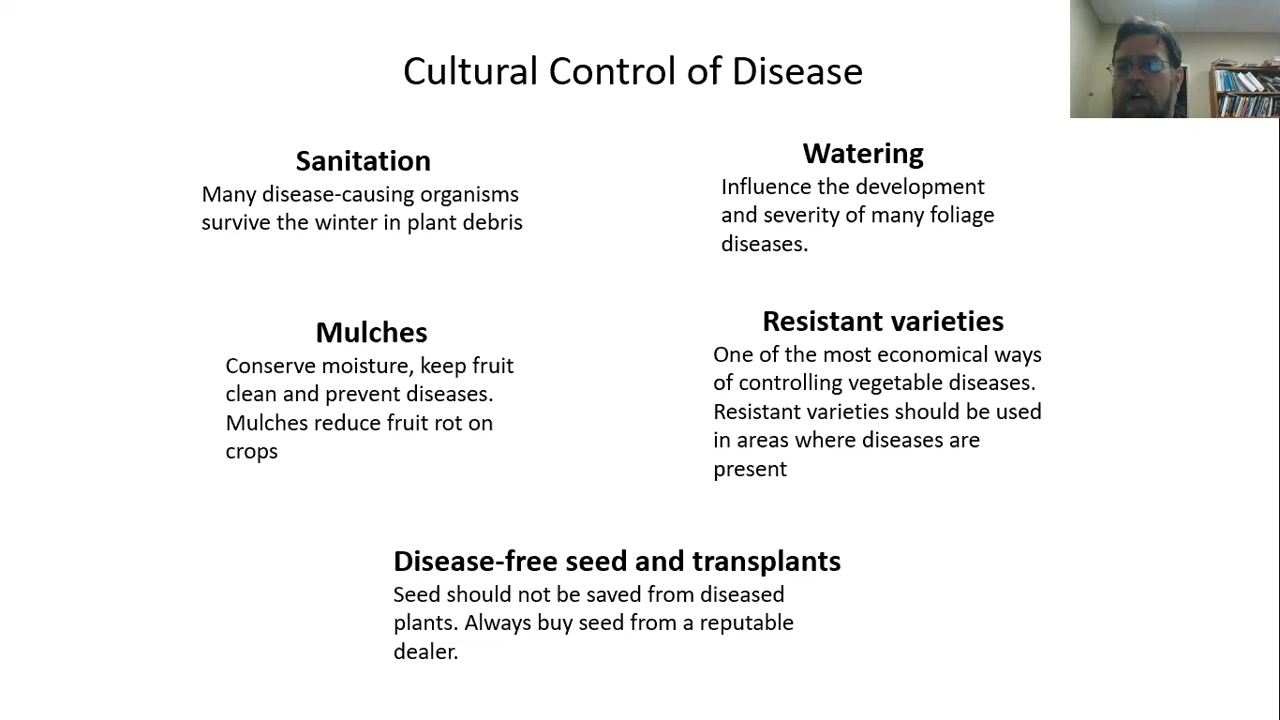 Cultural Control of Disease
Sanitation
Many disease-causing organisms
survive the winter in plant debris
Watering
Influence the development
and severity of many foliage
diseases.
Mulches
Conserve moisture, keep fruit
clean and prevent diseases.
Mulches reduce fruit rot on
crops
Resistant varieties
One of the most economical ways
of controlling vegetable diseases.
Resistant varieties should be used
in areas where diseases are
present
Disease-free seed and transplants
Seed should not be saved from diseased
plants. Always buy seed from a reputable
dealer.